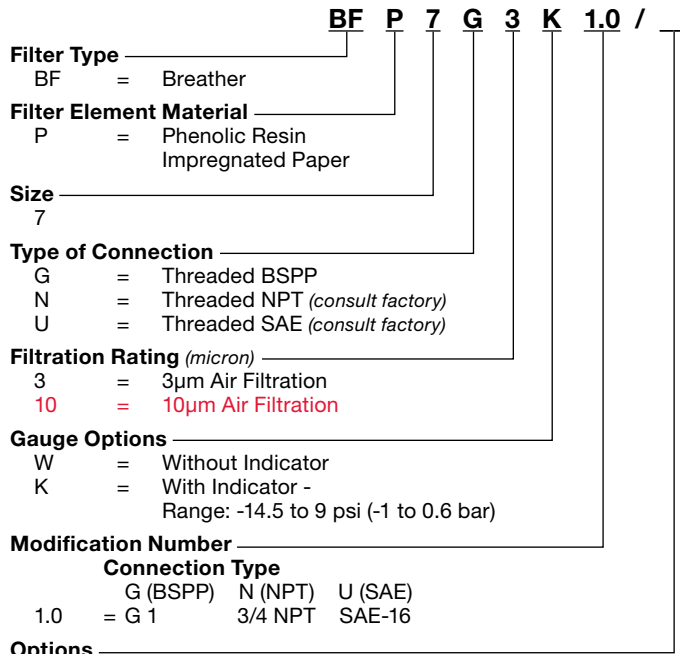 BF P 7 G 3 K 1.0 / __
Filter Type
BF = Breather
Filter Element Material
P = Phenolic Resin
Impregnated Paper
Size
7
Type of Connection
G = Threaded BSPP
N = Threaded NPT (consult factory)
U = Threaded SAE (consult factory)
Filtration Rating (micron)
3 = 3µm Air Filtration
10 = 10µm Air Filtration
Gauge Options
W = Without Indicator
K = With Indicator -
Range: -14.5 to 9 psi (-1 to 0.6 bar)
Modification Number
Connection Type
G (BSPP) N (NPT) U (SAE)
1.0 = G 1 3/4 NPT SAE-16
Options